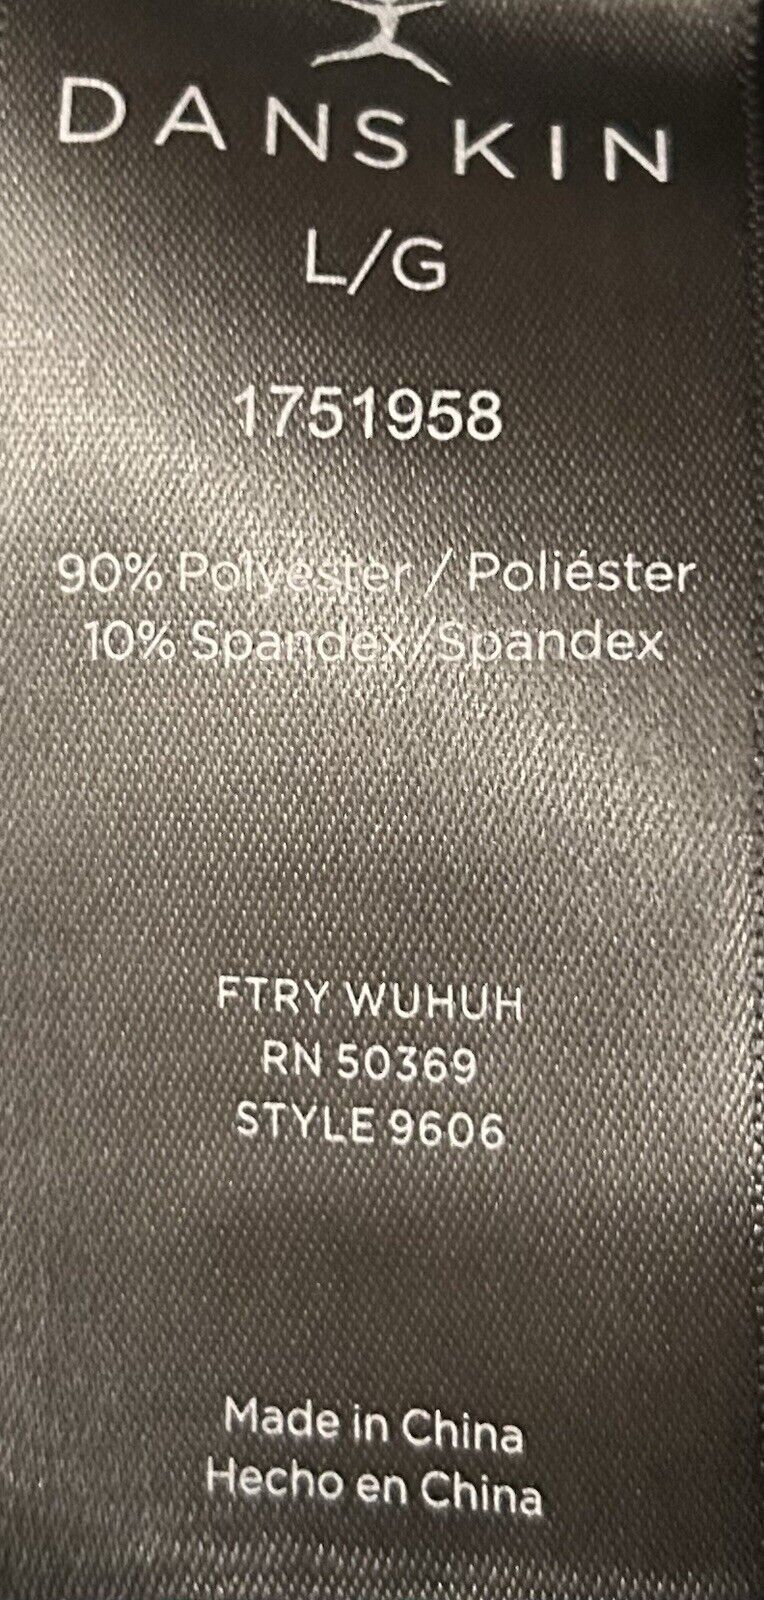 DANSKIN
L/G
1751958
90% Polyester / Poliéster
10% Spandex/Spandex
FTRY WUHUH
RN 50369
STYLE 9606
Made in China
Hecho en China